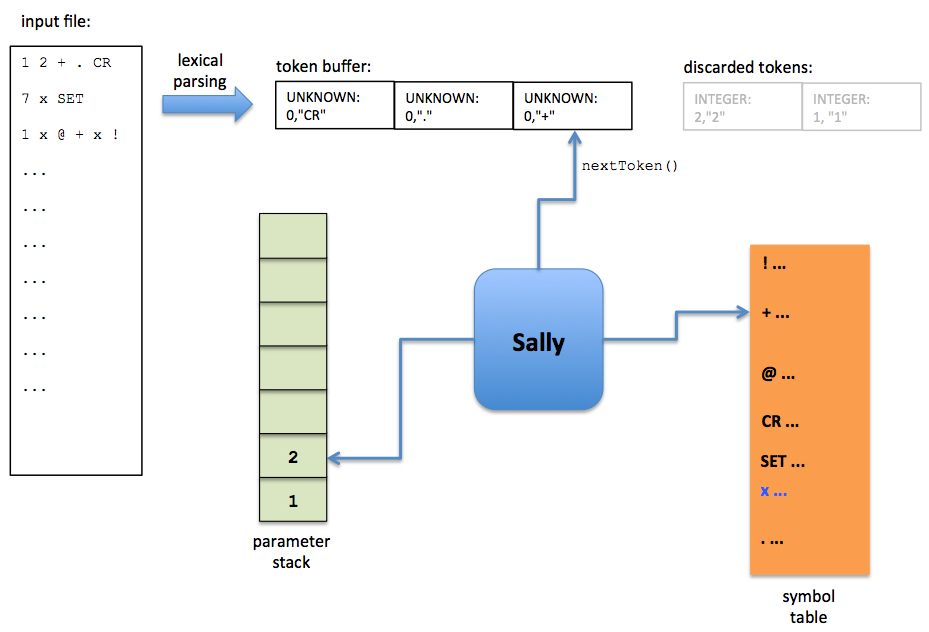 input file:
1 2 + . CR
7 x SET
1 x @ + x !
...
...
...
...
...
...
...
lexical
parsing
token buffer:
UNKNOWN:
0,"CR"
UNKNOWN:
0,"."
UNKNOWN:
0,"+"
discarded tokens:
INTEGER:
2,"2"
INTEGER:
1, "1"
nextToken()
Sally
2
1
parameter
stack
! ...
+ ...
@ ...
CR ...
SET ...
x ...
. ...
symbol
table